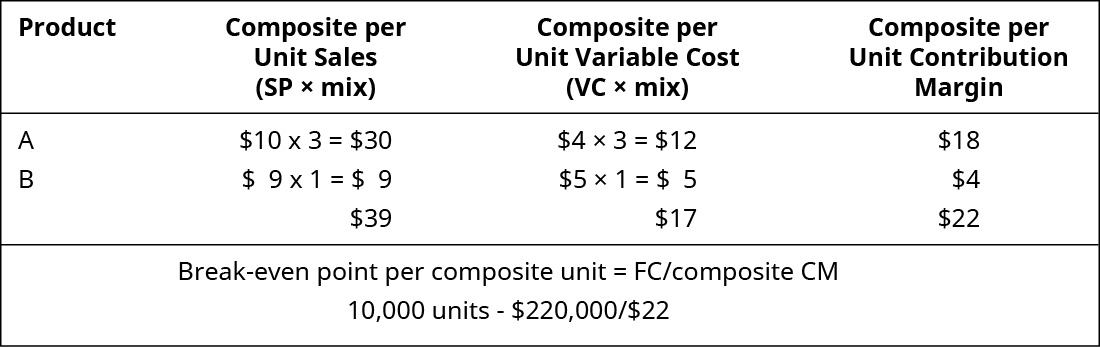 Product Composite per Unit Sales (SP × mix) Composite per Unit Variable Cost (VC × mix) Composite per Unit Contribution Margin
A $10 x 3 = $30 $4 × 3 = $12 $18
B $ 9 x 1 = $ 9 $5 × 1 = $ 5 $4
$39 $17 $22
Break-even point per composite unit = FC/composite CM
10,000 units - $220,000/$22